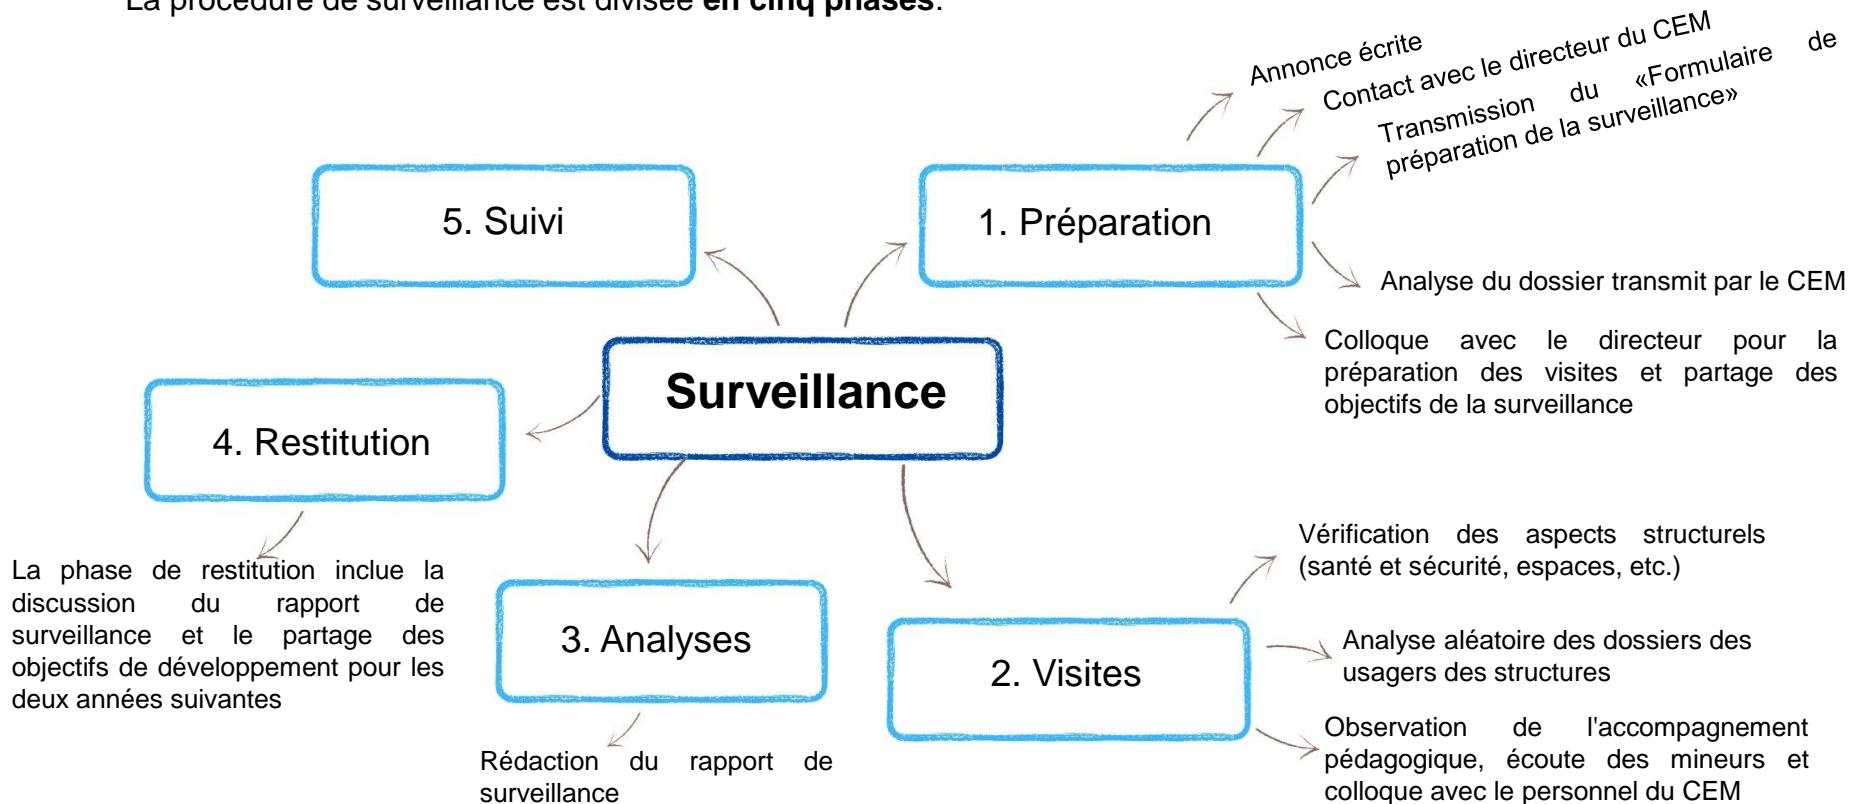 La procédure de surveillance est divisée en cinq phases:
Annonce écrite
Contact avec le directeur du CEM
Transmission du «Formulaire de
préparation de la surveillance»
5. Suivi
1. Préparation
Analyse du dossier transmit par le CEM
Colloque avec le directeur pour la
préparation des visites et partage des
objectifs de la surveillance
Surveillance
4. Restitution
La phase de restitution inclue la
discussion du rapport de
surveillance et le partage des
objectifs de développement pour les
deux années suivantes
3. Analyses
Rédaction du rapport de
surveillance
2. Visites
Vérification des aspects structurels
(santé et sécurité, espaces, etc.)
Analyse aléatoire des dossiers des
usagers des structures
Observation de l'accompagnement
pédagogique, écoute des mineurs et
colloque avec le personnel du CEM